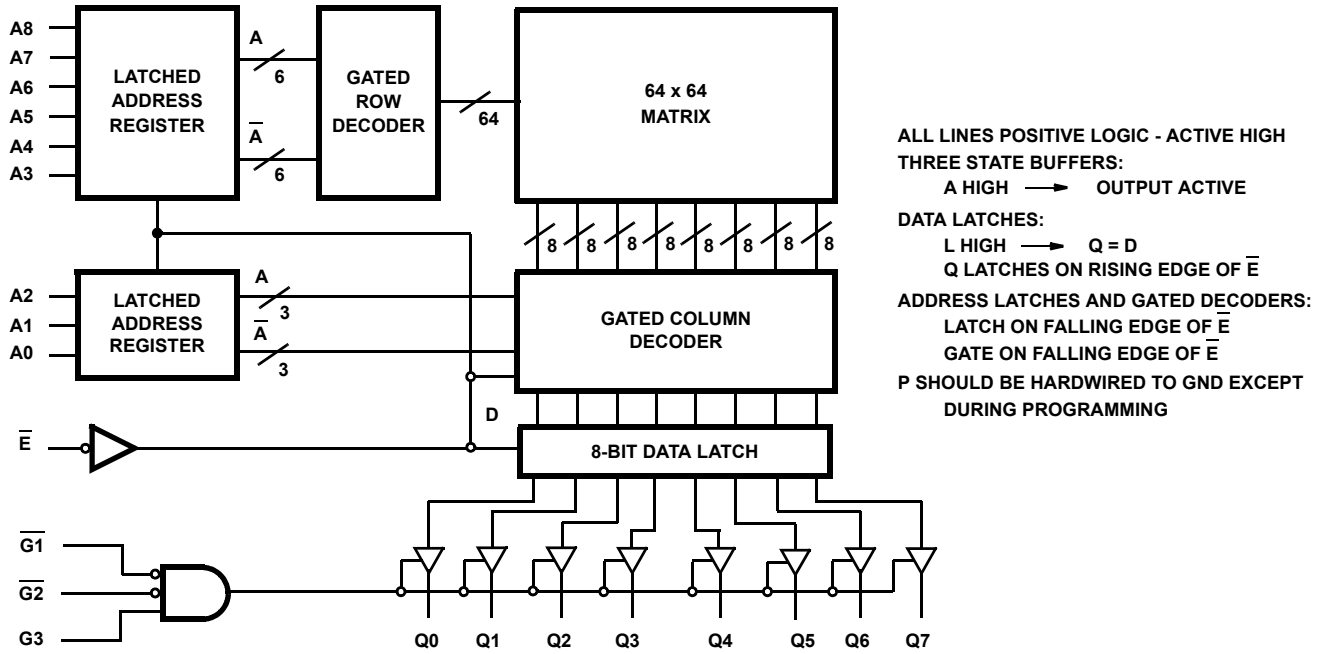 A8
A7
A6
A5
A4
A3
LATCHED
ADDRESS
REGISTER
A
6
A̅
6
GATED
ROW
DECODER
64
64 x 64
MATRIX
8 8 8 8 8 8 8 8
A2
A1
A0
LATCHED
ADDRESS
REGISTER
A
3
A̅
3
GATED COLUMN
DECODER
D
E̅
8-BIT DATA LATCH
G̅1̅
G̅2̅
G3
Q0 Q1 Q2 Q3 Q4 Q5 Q6 Q7
ALL LINES POSITIVE LOGIC - ACTIVE HIGH
THREE STATE BUFFERS:
A HIGH → OUTPUT ACTIVE
DATA LATCHES:
L HIGH → Q = D
Q LATCHES ON RISING EDGE OF E̅
ADDRESS LATCHES AND GATED DECODERS:
LATCH ON FALLING EDGE OF E̅
GATE ON FALLING EDGE OF E̅
P SHOULD BE HARDWIRED TO GND EXCEPT
DURING PROGRAMMING